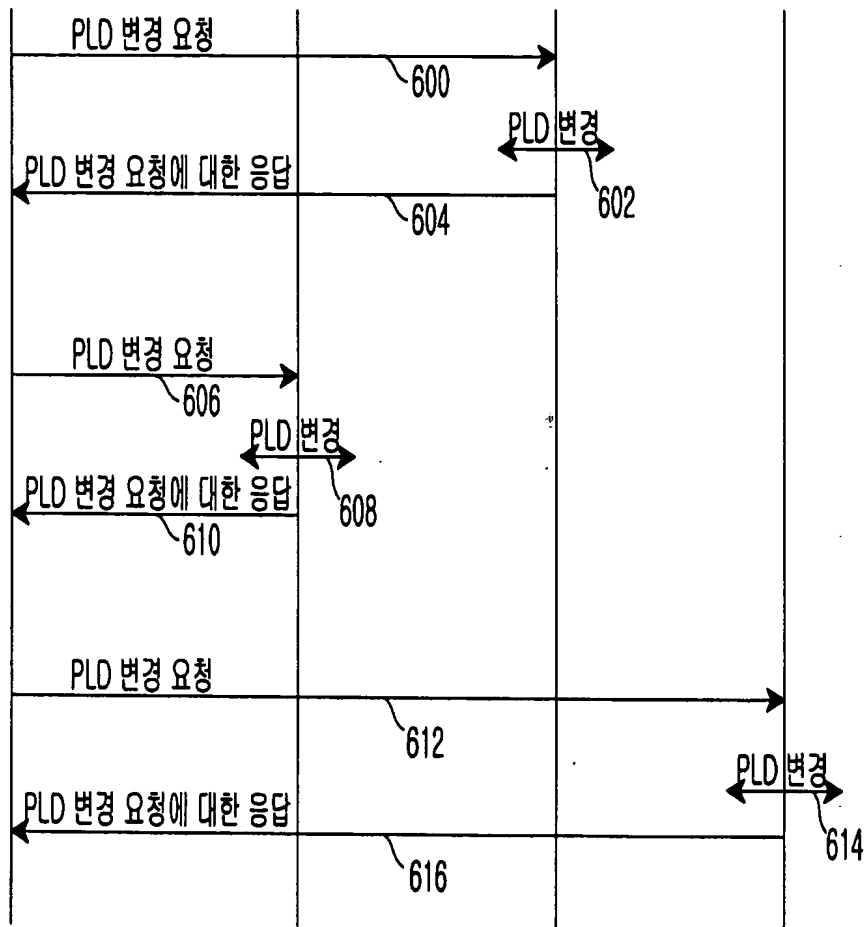 PLD 변경 요청
600
PLD 변경
602
PLD 변경 요청에 대한 응답
604
PLD 변경 요청
606
PLD 변경
608
PLD 변경 요청에 대한 응답
610
PLD 변경 요청
612
PLD 변경
614
PLD 변경 요청에 대한 응답
616